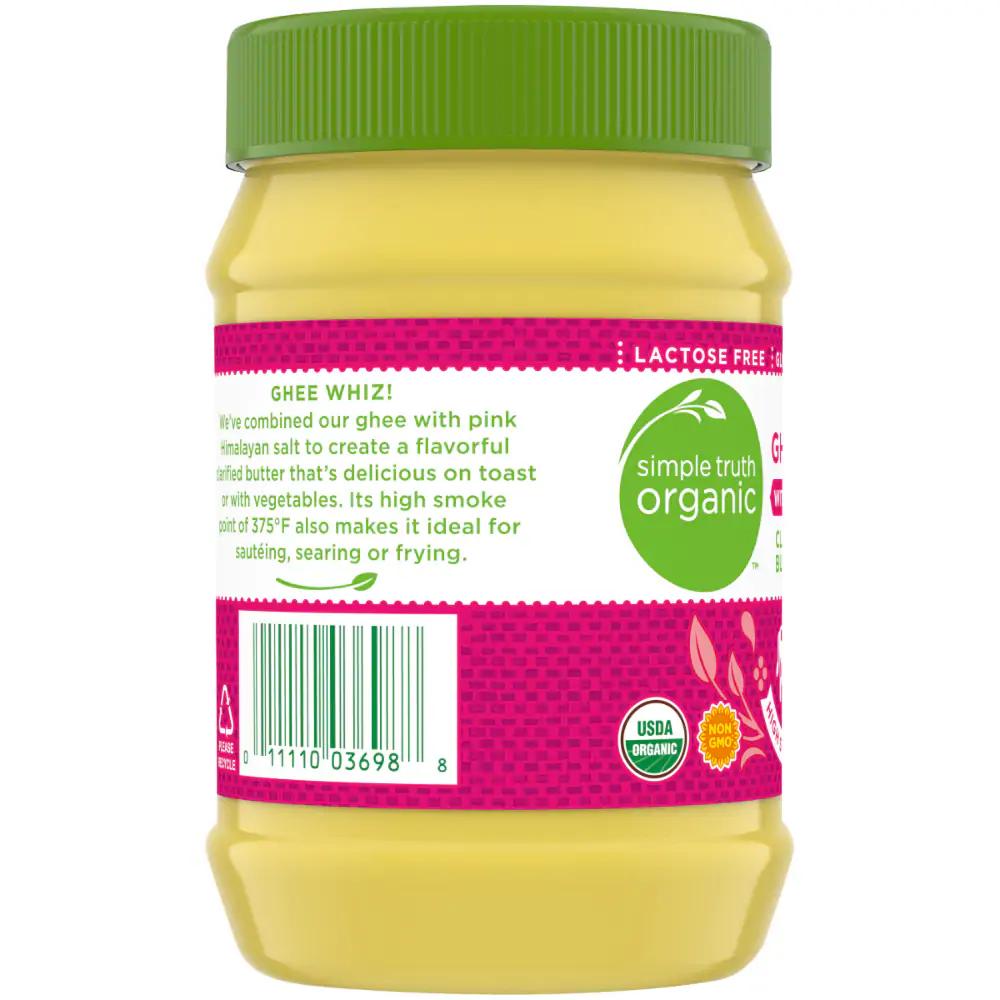 LACTOSE FREE
GHEE WHIZ!
We've combined our ghee with pink
Himalayan salt to create a flavorful
clarified butter that's delicious on toast
or with vegetables. Its high smoke
point of 375°F also makes it ideal for
sautéing, searing or frying.
simple truth
organic
™
PLEASE
RECYCLE
0 11110 03698 8
USDA
ORGANIC
NON
GMO
HIGH